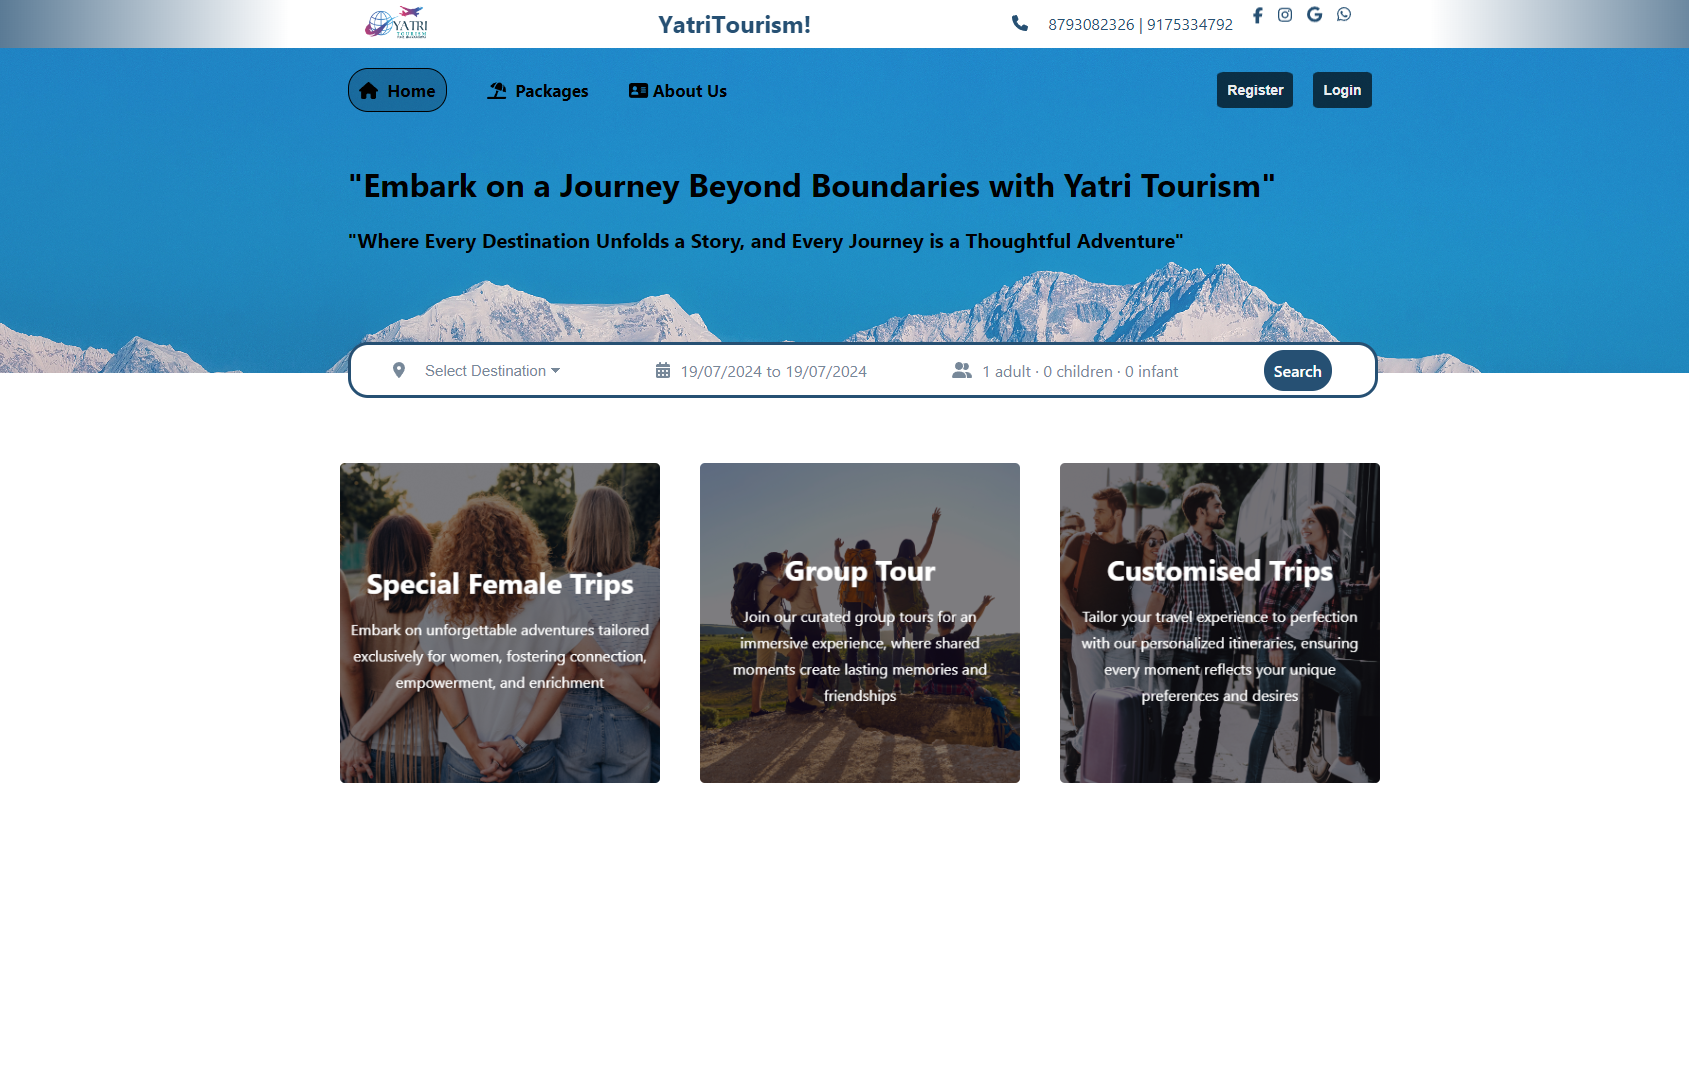 YATRI
TOURISM
YatriTourism!
8793082326 | 9175334792
Home
Packages
About Us
Register
Login
"Embark on a Journey Beyond Boundaries with Yatri Tourism"
"Where Every Destination Unfolds a Story, and Every Journey is a Thoughtful Adventure"
Select Destination
19/07/2024 to 19/07/2024
1 adult · 0 children · 0 infant
Search
Special Female Trips
Embark on unforgettable adventures tailored
exclusively for women, fostering connection,
empowerment, and enrichment
Group Tour
Join our curated group tours for an
immersive experience, where shared
moments create lasting memories and
friendships
Customised Trips
Tailor your travel experience to perfection
with our personalized itineraries, ensuring
every moment reflects your unique
preferences and desires